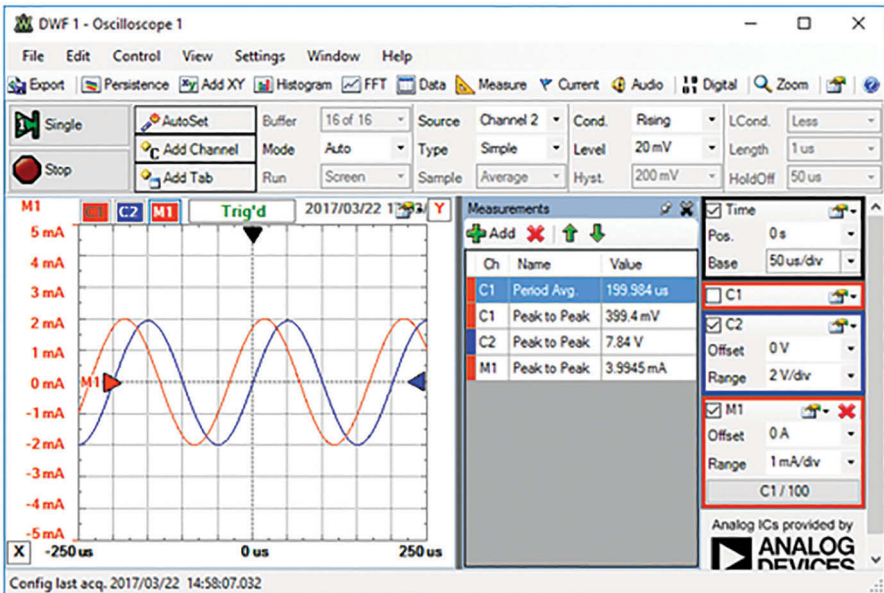 DWF 1 - Oscilloscope 1
File Edit Control View Settings Window Help
Export Persistence Add XY Histogram FFT Data Measure Current Audio Digital Zoom
Single AutoSet Buffer 16 of 16 Source Channel 2 Cond. Rising LCond. Less
Add Channel Mode Auto Type Simple Level 20 mV Length 1 us
Stop Add Tab Run Screen Sample Average Hyst. 200 mV HoldOff 50 us
M1 C1 C2 M1 Trig'd 2017/03/22 Y
5 mA
4 mA
3 mA
2 mA
1 mA
0 mA M1
-1 mA
-2 mA
-3 mA
-4 mA
-5 mA
X -250 us 0 us 250 us
Measurements
Add
Ch Name Value
C1 Period Avg. 199.984 us
C1 Peak to Peak 399.4 mV
C2 Peak to Peak 7.84 V
M1 Peak to Peak 3.9945 mA
Time
Pos. 0 s
Base 50 us/div
C1
C2
Offset 0 V
Range 2 V/div
M1
Offset 0 A
Range 1 mA/div
C1 / 100
Analog ICs provided by
ANALOG
DEVICES
Config last acq. 2017/03/22 14:58:07.032